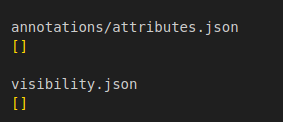 annotations/attributes.json
[]
visibility.json
[]